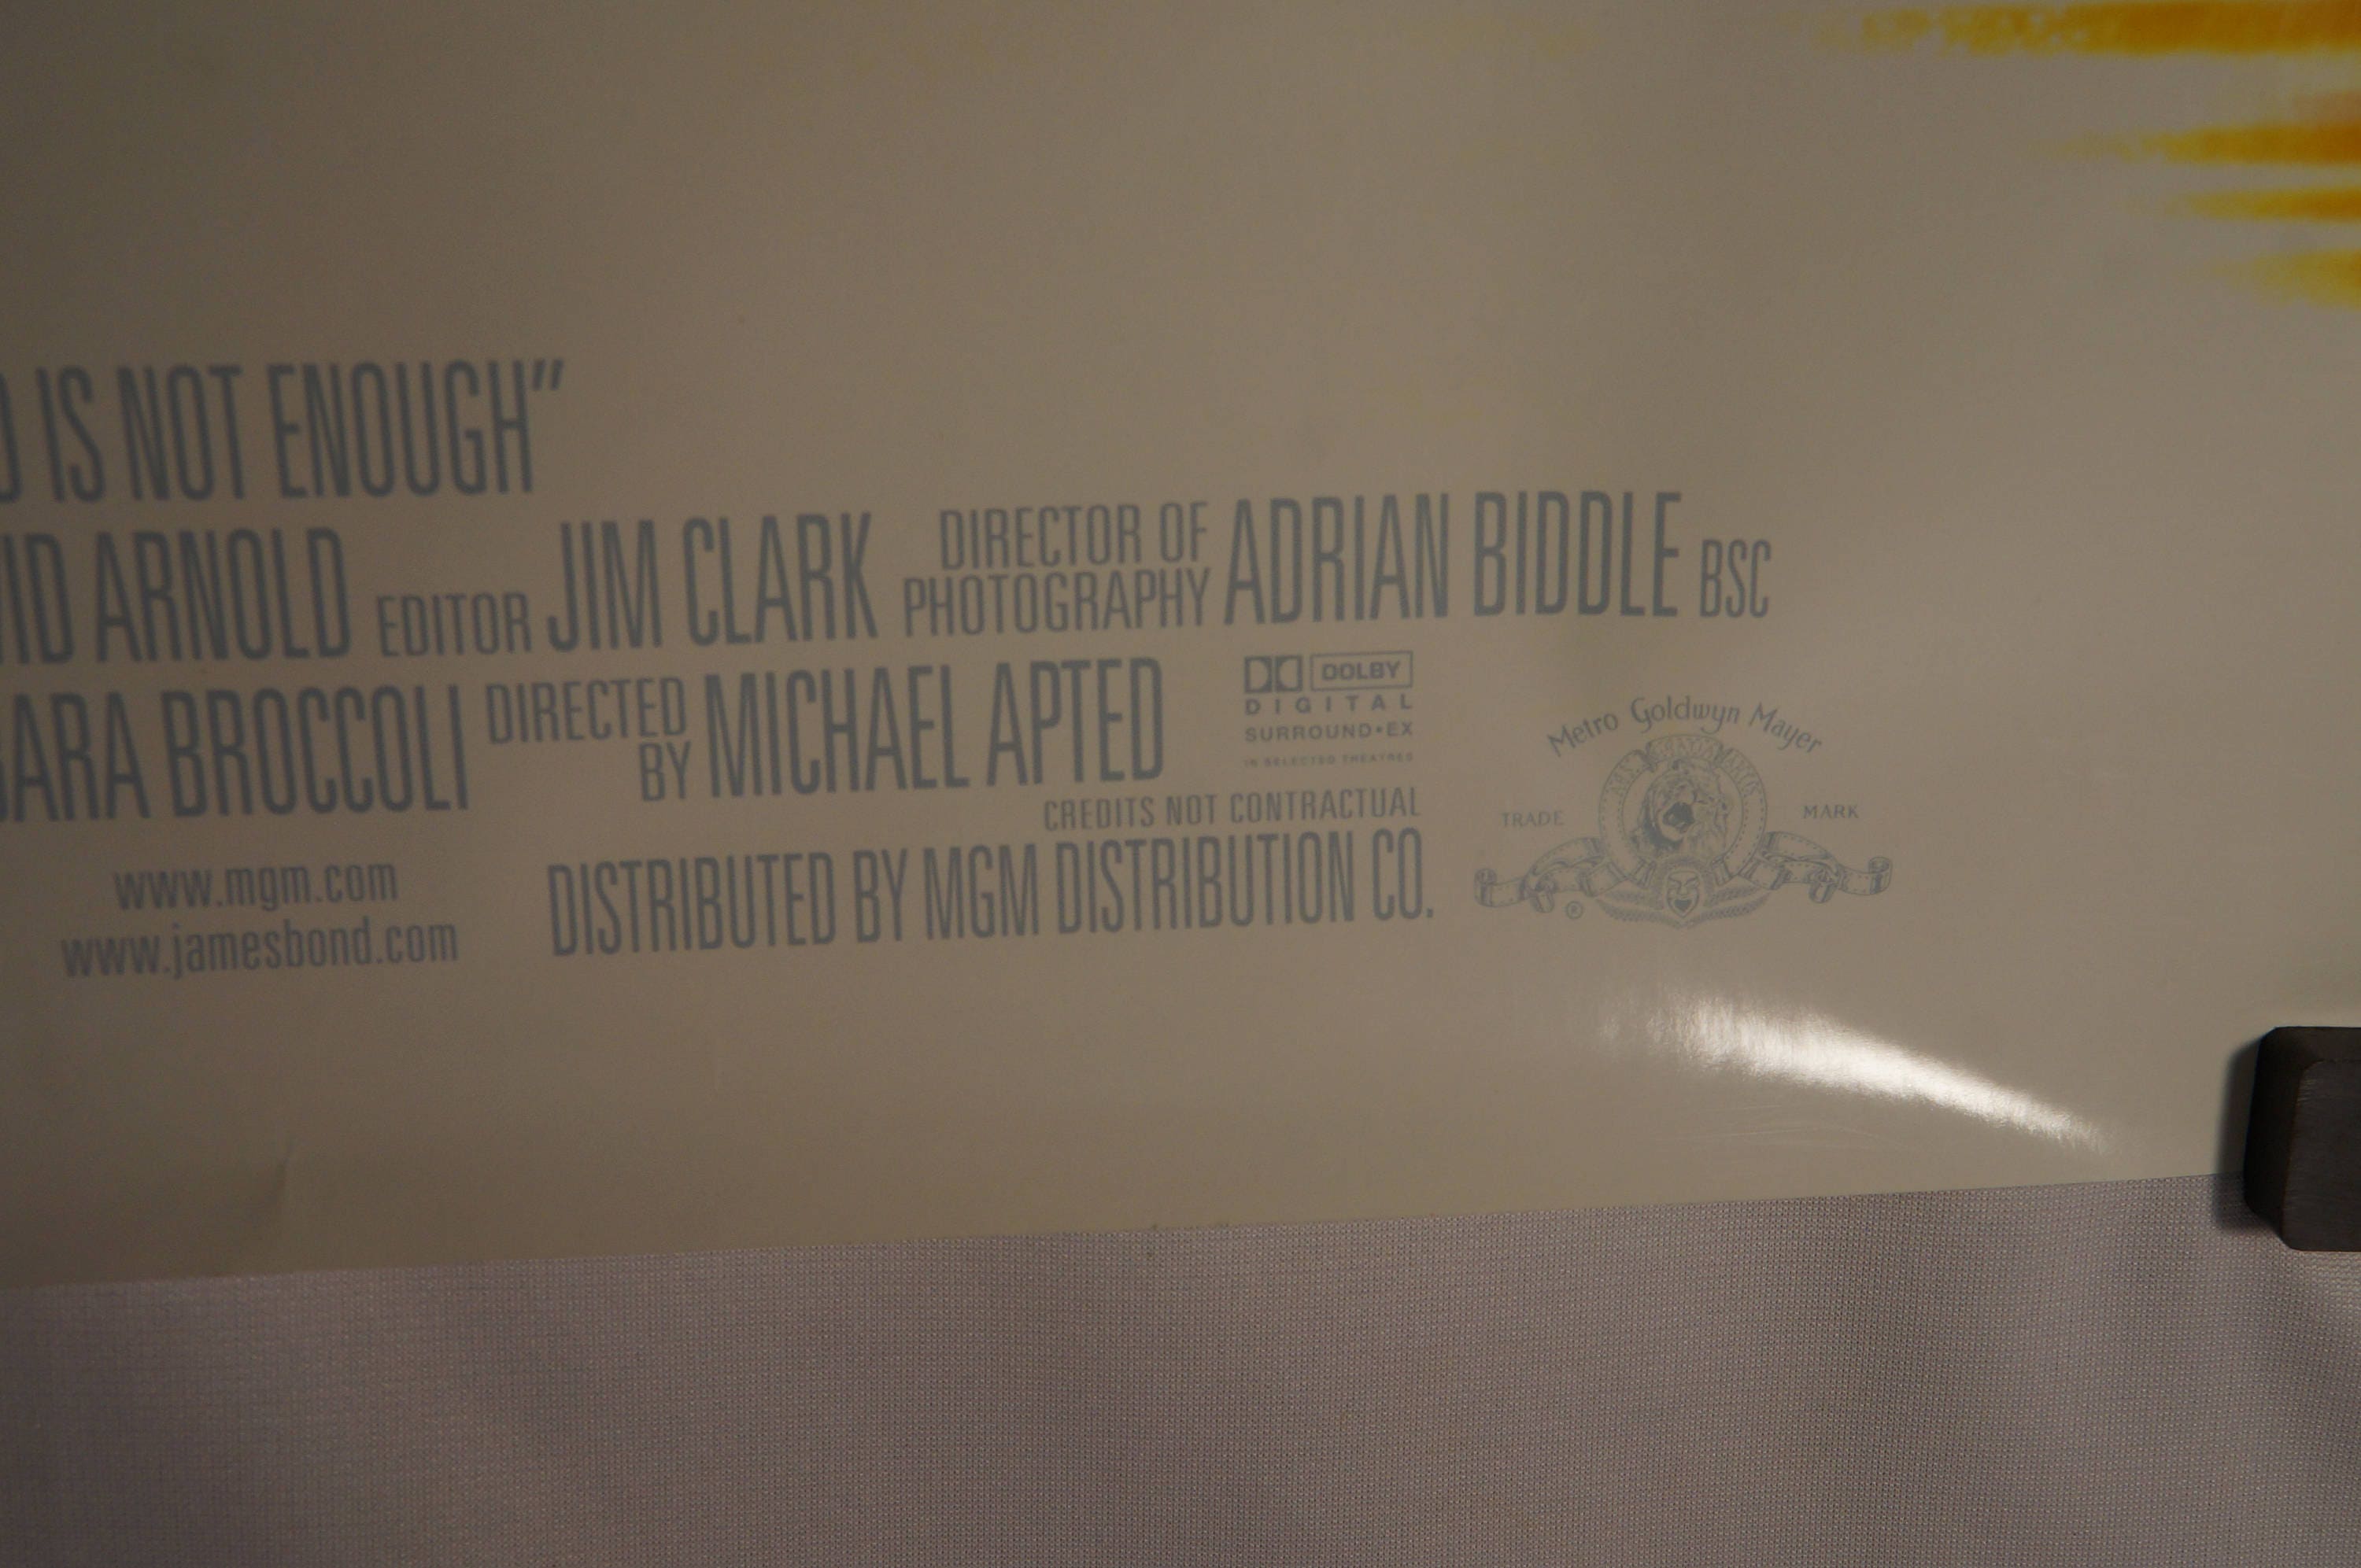 D IS NOT ENOUGH”
ID ARNOLD EDITOR JIM CLARK DIRECTOR OF PHOTOGRAPHY ADRIAN BIDDLE BSC
ARA BROCCOLI DIRECTED BY MICHAEL APTED
DOLBY
DIGITAL
SURROUND•EX
IN SELECTED THEATRES
CREDITS NOT CONTRACTUAL
www.mgm.com
www.jamesbond.com
DISTRIBUTED BY MGM DISTRIBUTION CO.
Metro Goldwyn Mayer
TRADE MARK
®